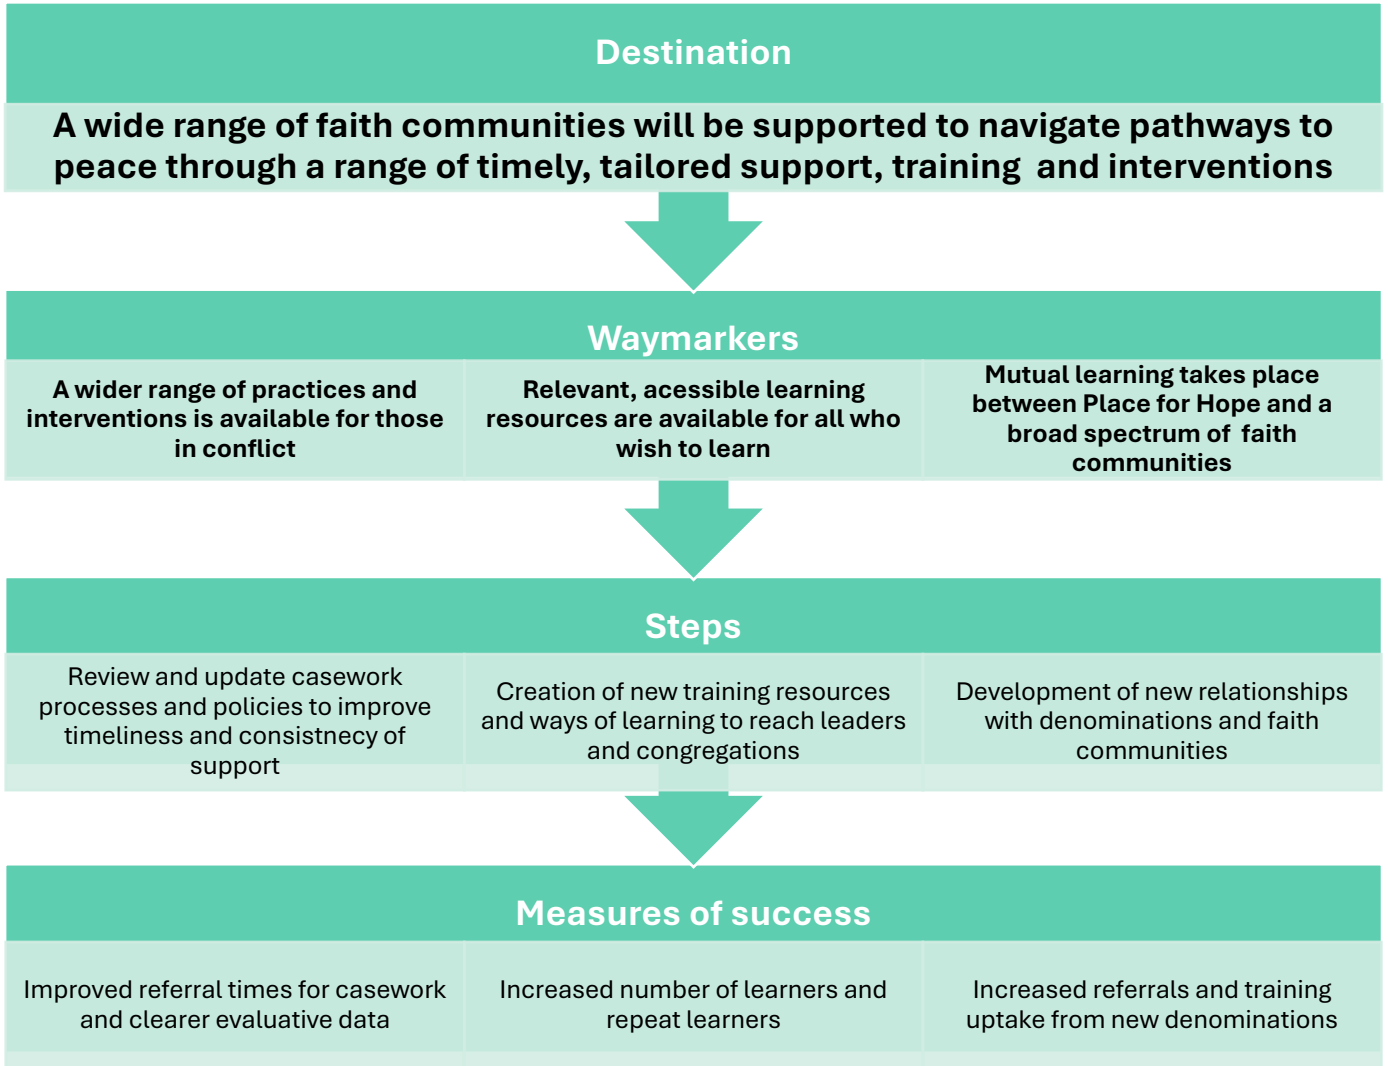 Destination
A wide range of faith communities will be supported to navigate pathways to
peace through a range of timely, tailored support, training and interventions
Waymarkers
A wider range of practices and
interventions is available for those
in conflict
Relevant, acessible learning
resources are available for all who
wish to learn
Mutual learning takes place
between Place for Hope and a
broad spectrum of faith
communities
Steps
Review and update casework
processes and policies to improve
timeliness and consistnecy of
support
Creation of new training resources
and ways of learning to reach leaders
and congregations
Development of new relationships
with denominations and faith
communities
Measures of success
Improved referral times for casework
and clearer evaluative data
Increased number of learners and
repeat learners
Increased referrals and training
uptake from new denominations